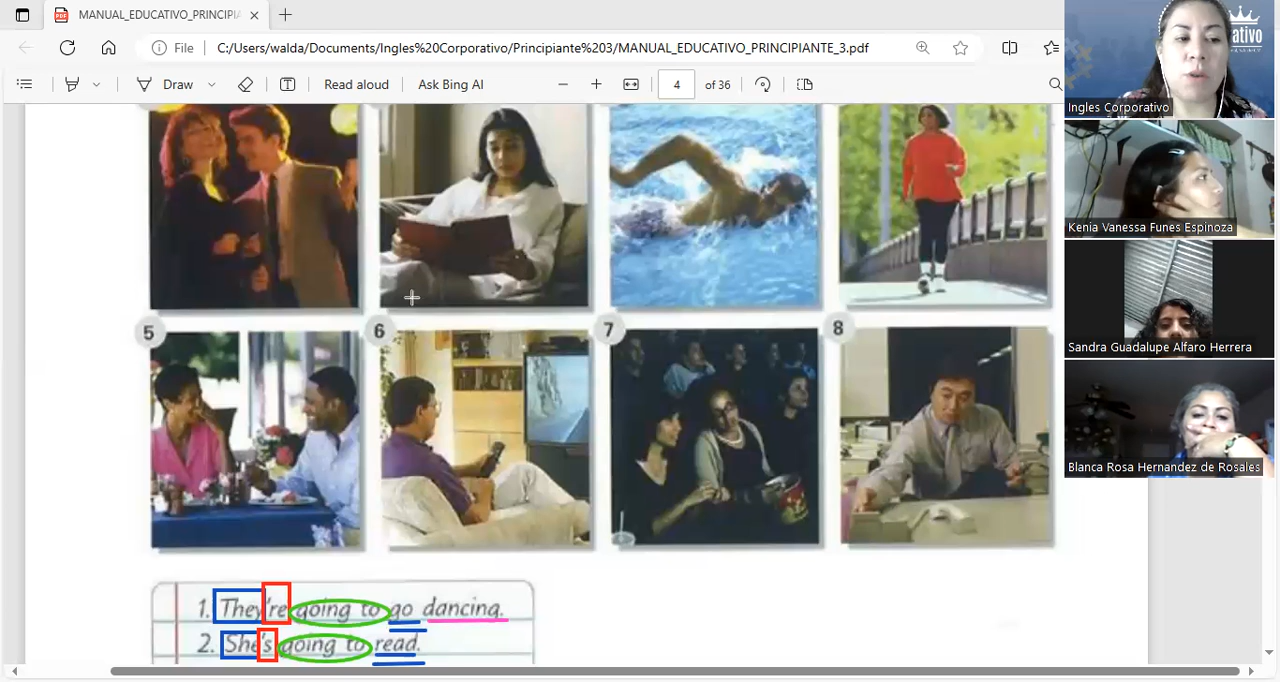 MANUAL_EDUCATIVO_PRINCIPIA
File
C:/Users/walda/Documents/Ingles%20Corporativo/Principante%203/MANUAL_EDUCATIVO_PRINCIPIANTE_3.pdf
Draw
Read aloud
Ask Bing AI
4
of 36
ativo
Ingles Corporativo
Kenia Vanessa Funes Espinoza
Sandra Guadalupe Alfaro Herrera
Blanca Rosa Hernandez de Rosales
5
6
7
8
1. They're going to go dancing.
2. She's going to read.